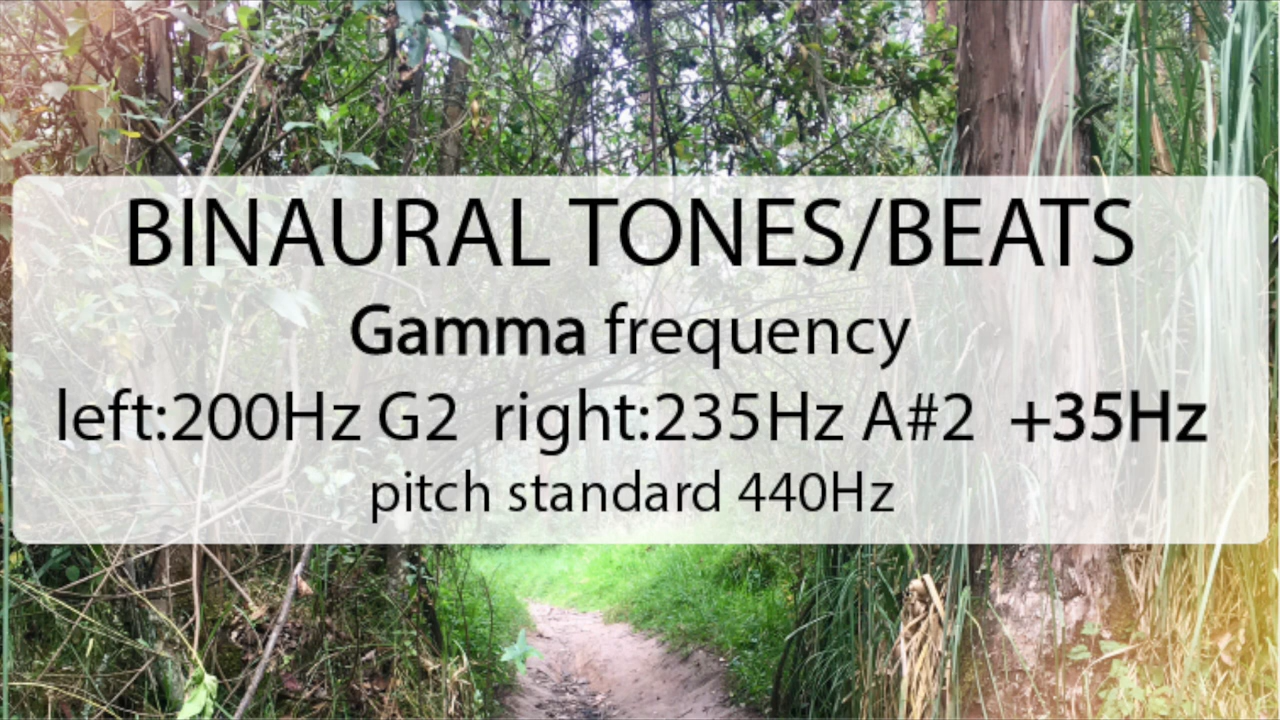 BINAURAL TONES/BEATS
Gamma frequency
left:200Hz G2 right:235Hz A#2 +35Hz
pitch standard 440Hz